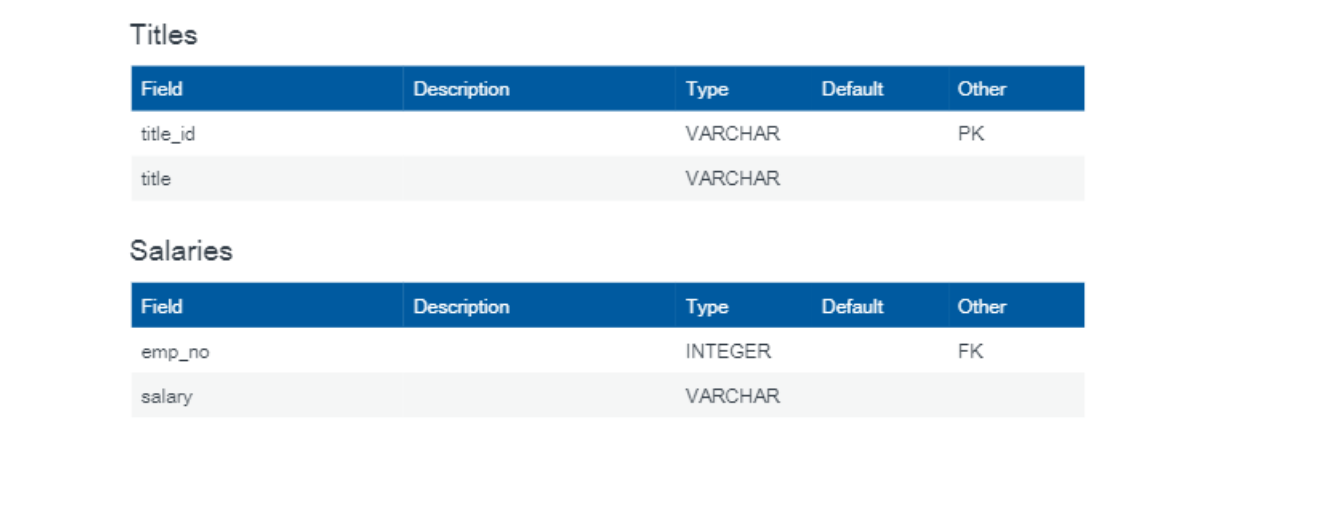 Titles
Field Description Type Default Other
title_id VARCHAR PK
title VARCHAR
Salaries
Field Description Type Default Other
emp_no INTEGER FK
salary VARCHAR